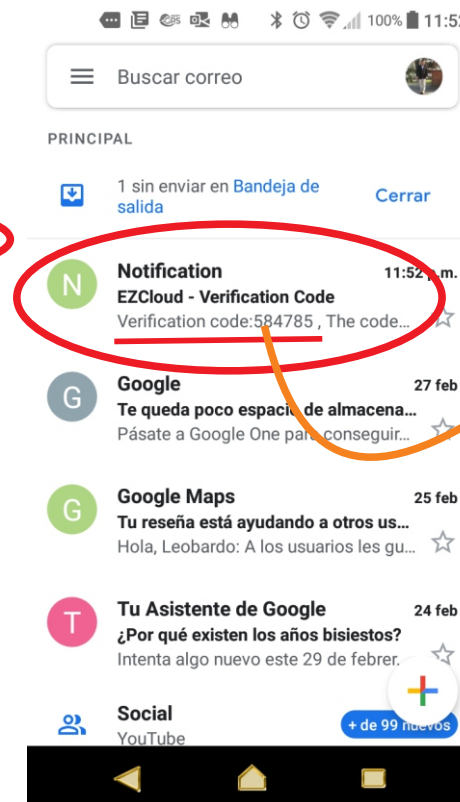 100% 11:52
Buscar correo
PRINCIPAL
1 sin enviar en Bandeja de
salida
Cerrar
N
Notification
11:52 p.m.
EZCloud - Verification Code
Verification code:584785 , The code...
G
Google
27 feb
Te queda poco espacio de almacena...
Pásate a Google One para conseguir...
G
Google Maps
25 feb
Tu reseña está ayudando a otros us...
Hola, Leobardo: A los usuarios les gu...
T
Tu Asistente de Google
24 feb
¿Por qué existen los años bisiestos?
Intenta algo nuevo este 29 de febrer.
Social
+ de 99 nuevos
YouTube